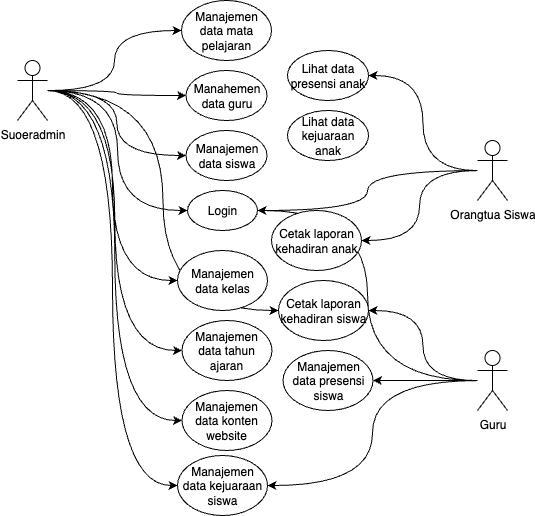 Manajemen
data mata
pelajaran
Lihat data
presensi anak
Manahemen
data guru
Lihat data
kejuaraan
anak
Suoeradmin
Manajemen
data siswa
Login
Orangtua Siswa
Cetak laporan
kehadiran anak
Manajemen
data kelas
Cetak laporan
kehadiran siswa
Manajemen
data tahun
ajaran
Manajemen
data presensi
siswa
Guru
Manajemen
data konten
website
Manajemen
data kejuaraan
siswa